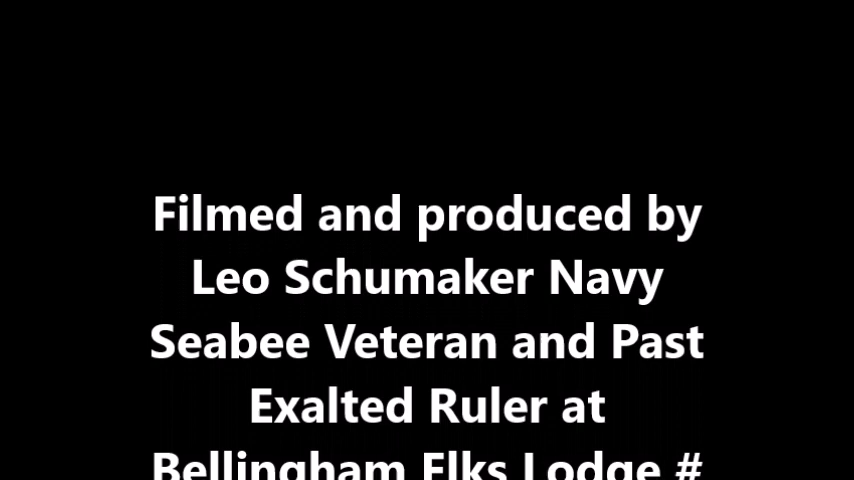 Filmed and produced by
Leo Schumaker Navy
Seabee Veteran and Past
Exalted Ruler at
Bellingham Elks Lodge #